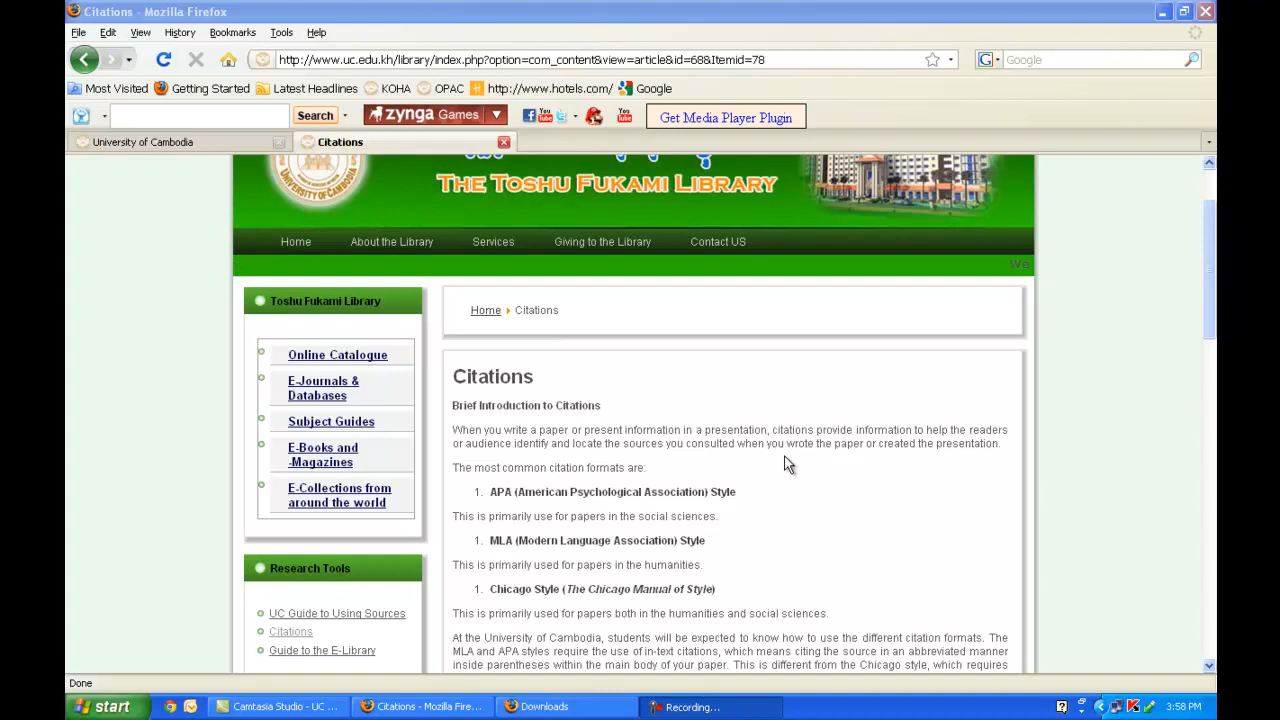 Citations - Mozilla Firefox
File Edit View History Bookmarks Tools Help
http://www.uc.edu.kh/library/index.php?option=com_content&view=article&id=68&Itemid=78
Google
Most Visited Getting Started Latest Headlines KOHA OPAC http://www.hotels.com/ Google
Search zynga Games Get Media Player Plugin
University of Cambodia Citations
THE TOSHU FUKAMI LIBRARY
Home About the Library Services Giving to the Library Contact US
We
Toshu Fukami Library
Online Catalogue
E-Journals &
Databases
Subject Guides
E-Books and
-Magazines
E-Collections from
around the world
Research Tools
UC Guide to Using Sources
Citations
Guide to the E-Library
Home Citations
Citations
Brief Introduction to Citations
When you write a paper or present information in a presentation, citations provide information to help the readers
or audience identify and locate the sources you consulted when you wrote the paper or created the presentation.
The most common citation formats are:
1. APA (American Psychological Association) Style
This is primarily use for papers in the social sciences.
1. MLA (Modern Language Association) Style
This is primarily used for papers in the humanities.
1. Chicago Style (The Chicago Manual of Style)
This is primarily used for papers both in the humanities and social sciences.
At the University of Cambodia, students will be expected to know how to use the different citation formats. The
MLA and APA styles require the use of in-text citations, which means citing the source in an abbreviated manner
inside parentheses within the main body of your paper. This is different from the Chicago style, which requires
Done
start Camtasia Studio - UC ... Citations - Mozilla Fire... Downloads Recording... 3:58 PM